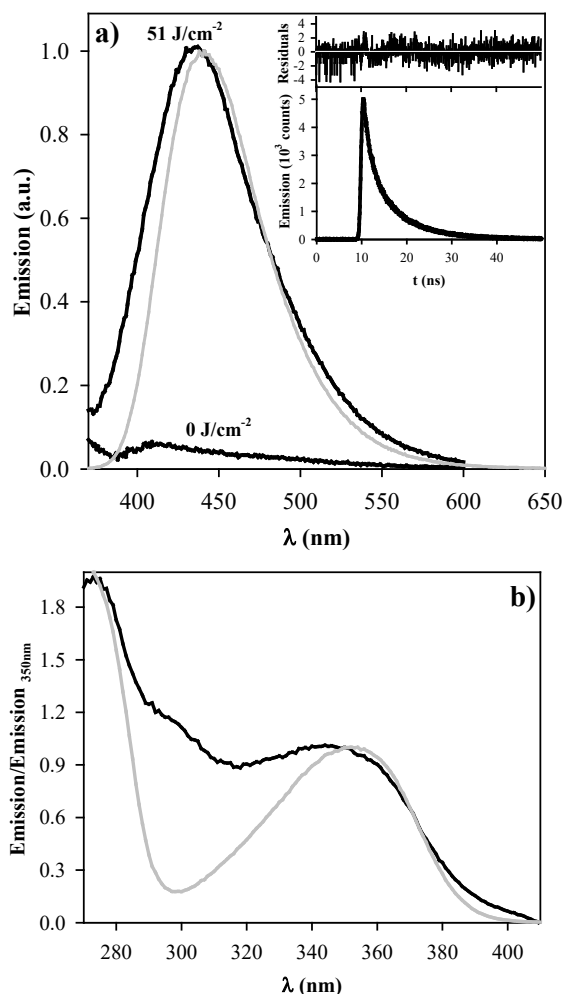 a)
51 J/cm⁻²
0 J/cm⁻²
Emission (a.u.)
1.0
0.8
0.6
0.4
0.2
0.0
400 450 500 550 600 650
λ (nm)
Residuals
4
2
0
-2
-4
Emission (10³ counts)
5
4
3
2
1
0
0 10 20 30 40
t (ns)
b)
Emission/Emission ₃₅₀ₙₘ
1.8
1.5
1.2
0.9
0.6
0.3
0.0
280 300 320 340 360 380 400
λ (nm)